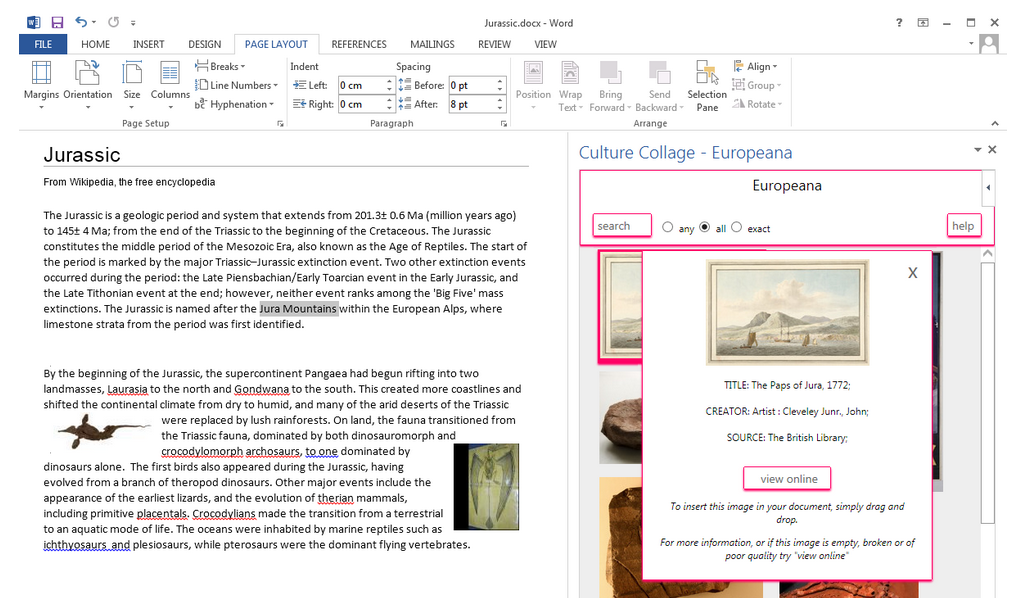 Jurassic.docx - Word
?
FILE HOME INSERT DESIGN PAGE LAYOUT REFERENCES MAILINGS REVIEW VIEW
Margins Orientation Size Columns
Breaks
Line Numbers
Hyphenation
Page Setup
Indent Spacing
Left: 0 cm Before: 0 pt
Right: 0 cm After: 8 pt
Paragraph
Position Wrap Text Bring Forward Send Backward Selection Pane
Align
Group
Rotate
Arrange
Jurassic
From Wikipedia, the free encyclopedia
The Jurassic is a geologic period and system that extends from 201.3± 0.6 Ma (million years ago)
to 145± 4 Ma; from the end of the Triassic to the beginning of the Cretaceous. The Jurassic
constitutes the middle period of the Mesozoic Era, also known as the Age of Reptiles. The start of
the period is marked by the major Triassic–Jurassic extinction event. Two other extinction events
occurred during the period: the Late Piensbachian/Early Toarcian event in the Early Jurassic, and
the Late Tithonian event at the end; however, neither event ranks among the 'Big Five' mass
extinctions. The Jurassic is named after the Jura Mountains within the European Alps, where
limestone strata from the period was first identified.
By the beginning of the Jurassic, the supercontinent Pangaea had begun rifting into two
landmasses, Laurasia to the north and Gondwana to the south. This created more coastlines and
shifted the continental climate from dry to humid, and many of the arid deserts of the Triassic
were replaced by lush rainforests. On land, the fauna transitioned from
the Triassic fauna, dominated by both dinosauromorph and
crocodylomorph archosaurs, to one dominated by
dinosaurs alone. The first birds also appeared during the Jurassic, having
evolved from a branch of theropod dinosaurs. Other major events include the
appearance of the earliest lizards, and the evolution of therian mammals,
including primitive placentals. Crocodylians made the transition from a terrestrial
to an aquatic mode of life. The oceans were inhabited by marine reptiles such as
ichthyosaurs and plesiosaurs, while pterosaurs were the dominant flying vertebrates.
Culture Collage - Europeana
Europeana
search any all exact help
X
TITLE: The Paps of Jura, 1772;
CREATOR: Artist : Cleveley Junr., John;
SOURCE: The British Library;
view online
To insert this image in your document, simply drag and
drop.
For more information, or if this image is empty, broken or of
poor quality try "view online"